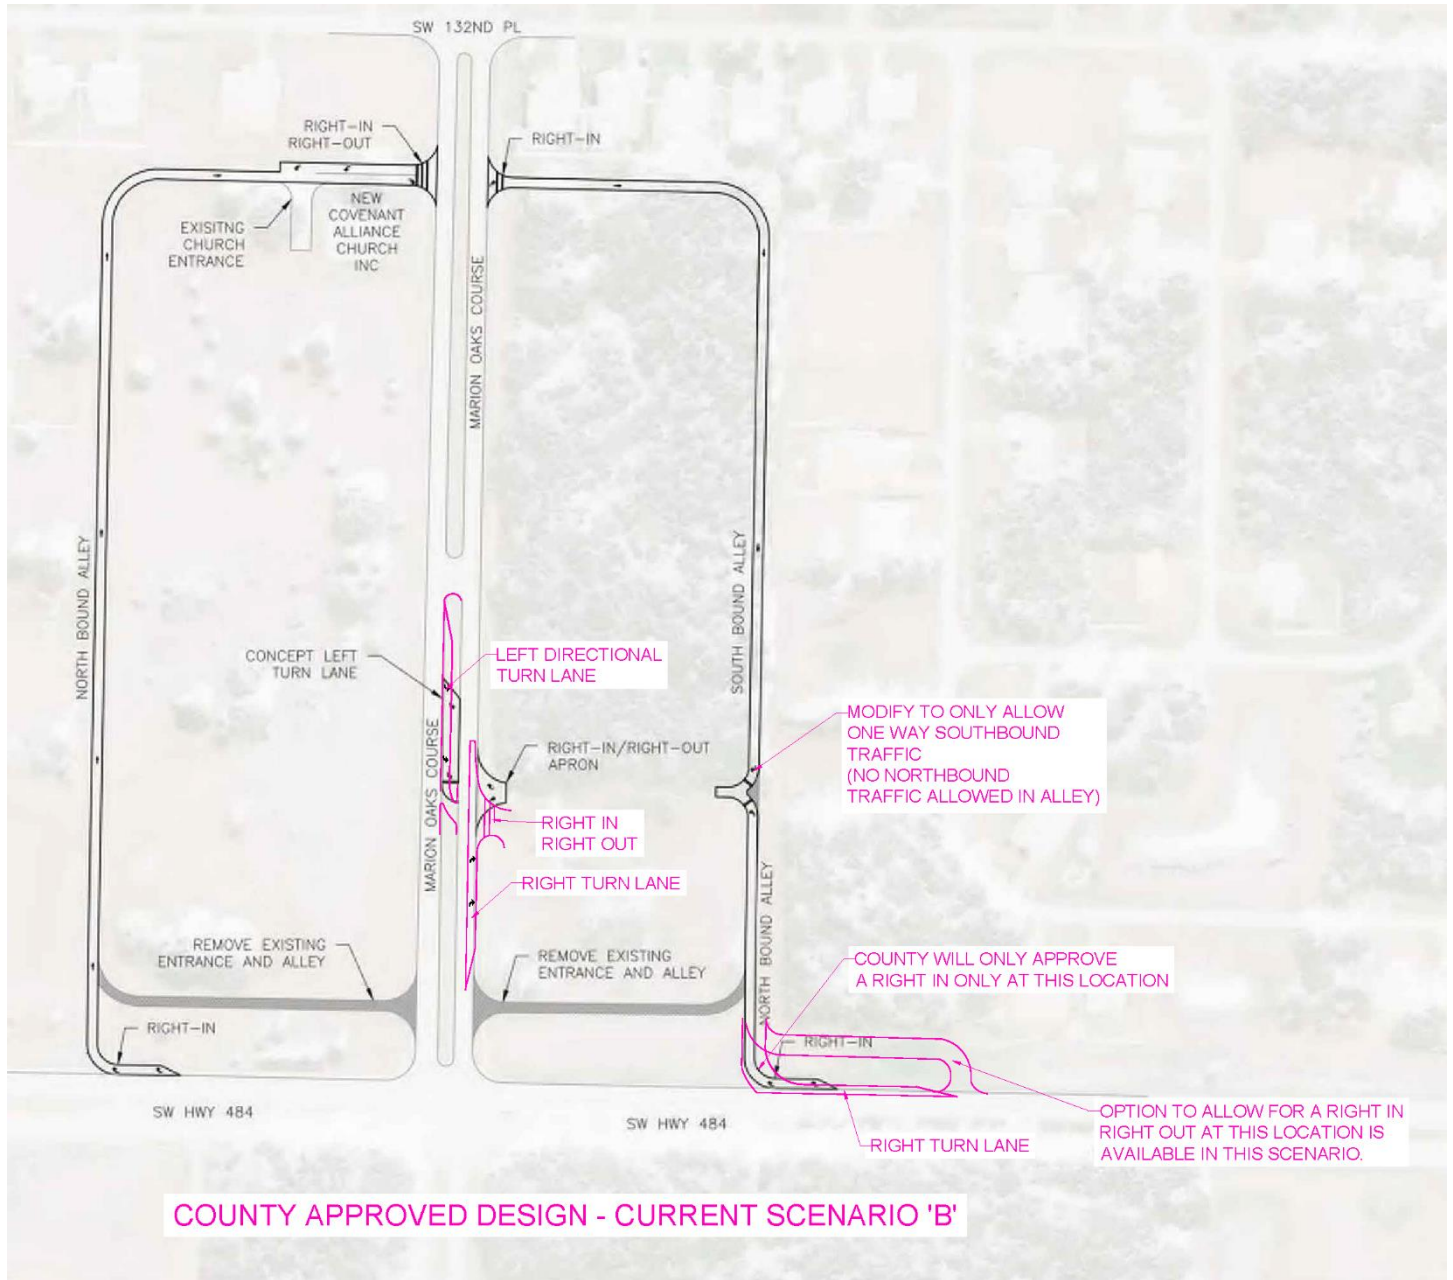 SW 132ND PL
RIGHT-IN
RIGHT-OUT
RIGHT-IN
EXISITNG
CHURCH
ENTRANCE
NEW
COVENANT
ALLIANCE
CHURCH
INC
MARION OAKS COURSE
NORTH BOUND ALLEY
SOUTH BOUND ALLEY
CONCEPT LEFT
TURN LANE
LEFT DIRECTIONAL
TURN LANE
MARION OAKS COURSE
RIGHT-IN/RIGHT-OUT
APRON
MODIFY TO ONLY ALLOW
ONE WAY SOUTHBOUND
TRAFFIC
(NO NORTHBOUND
TRAFFIC ALLOWED IN ALLEY)
RIGHT IN
RIGHT OUT
RIGHT TURN LANE
NORTH BOUND ALLEY
REMOVE EXISTING
ENTRANCE AND ALLEY
REMOVE EXISTING
ENTRANCE AND ALLEY
COUNTY WILL ONLY APPROVE
A RIGHT IN ONLY AT THIS LOCATION
RIGHT-IN
RIGHT-IN
SW HWY 484
SW HWY 484
RIGHT TURN LANE
OPTION TO ALLOW FOR A RIGHT IN
RIGHT OUT AT THIS LOCATION IS
AVAILABLE IN THIS SCENARIO.
COUNTY APPROVED DESIGN - CURRENT SCENARIO 'B'